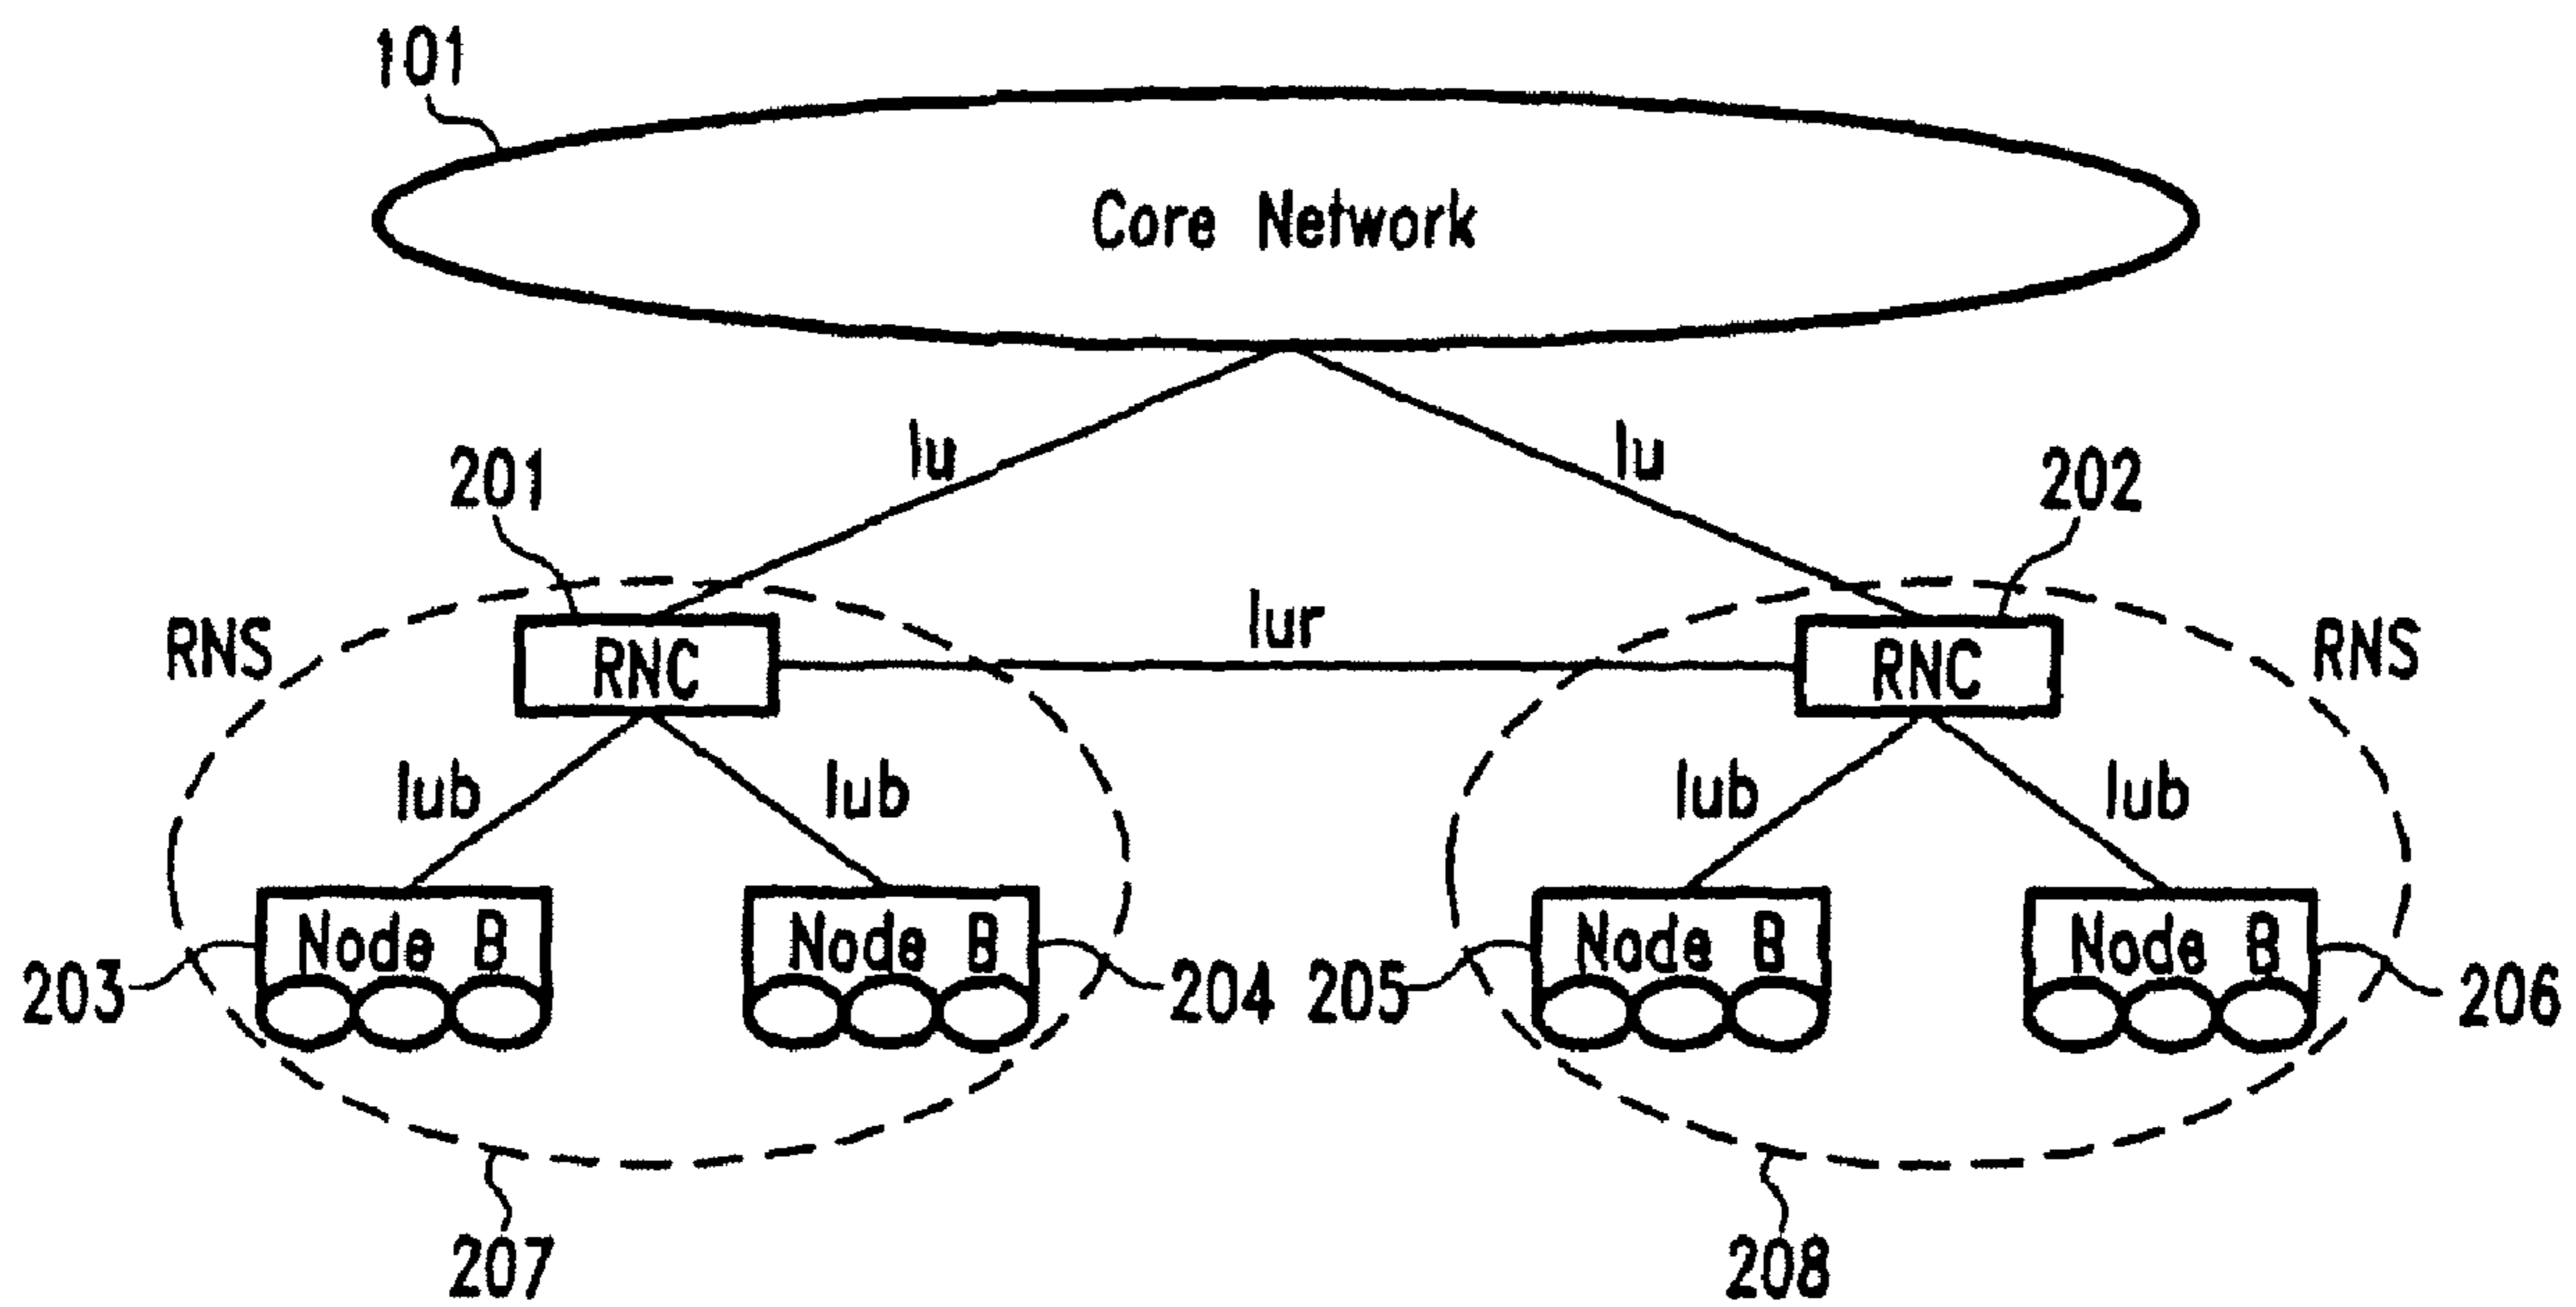 101
Core Network
Iu
Iu
201
202
RNS
RNC
Iur
RNC
RNS
Iub
Iub
Iub
Iub
Node B
Node B
Node B
Node B
203
204
205
206
207
208